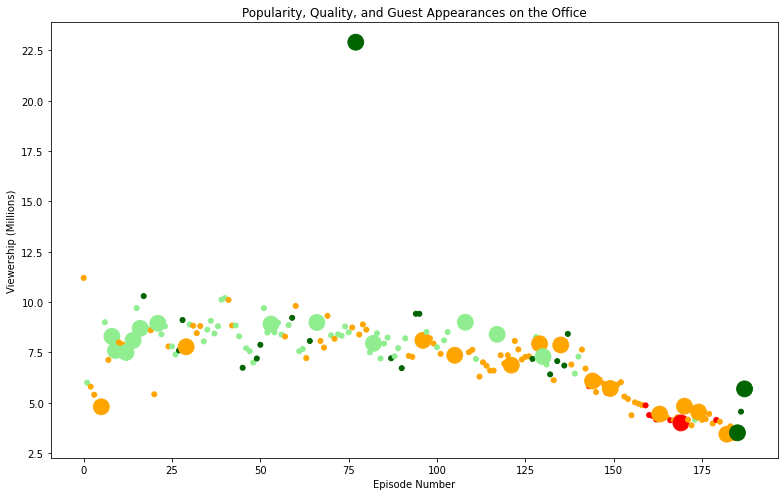 Popularity, Quality, and Guest Appearances on the Office
Viewership (Millions)
22.5
20.0
17.5
15.0
12.5
10.0
7.5
5.0
2.5
0 25 50 75 100 125 150 175
Episode Number